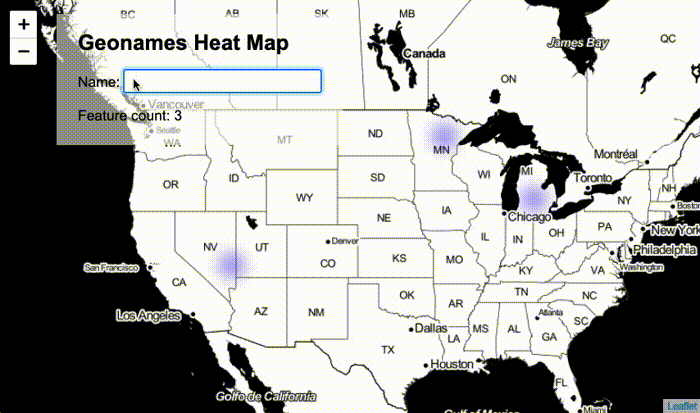 +
−
Geonames Heat Map
Name:
Feature count: 3
BC
AB
SK
MB
Canada
James Bay
QC
ON
Vancouver
Seattle
WA
MT
ND
MN
OR
ID
SD
WI
MI
Toronto
Montréal
NH
WY
NE
IA
Chicago
NY
Boston
New York
NV
UT
Denver
CO
KS
MO
IL
IN
OH
PA
Philadelphia
Washington
San Francisco
CA
KY
VA
Los Angeles
AZ
NM
OK
AR
TN
NC
Atlanta
SC
Dallas
MS
AL
GA
LA
TX
Houston
FL
Miami
Golfo de California
Gulf of Mexico
Leaflet